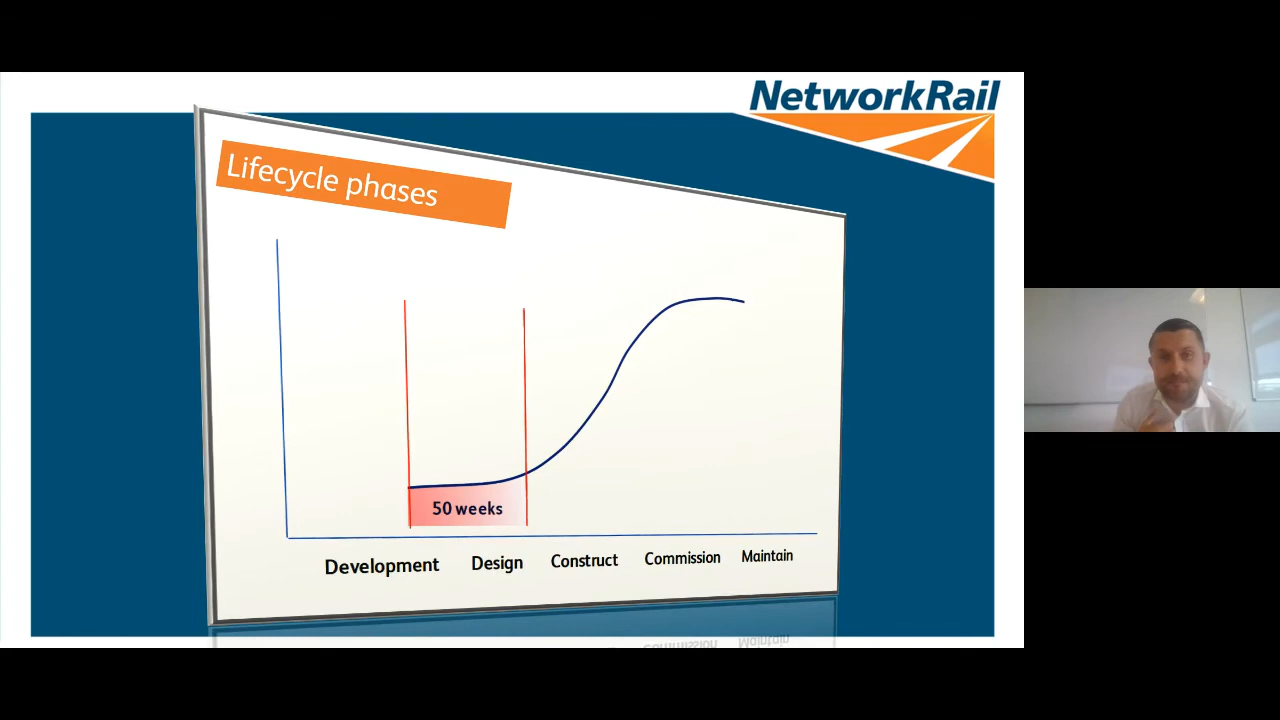 NetworkRail
Lifecycle phases
50 weeks
Development Design Construct Commission Maintain